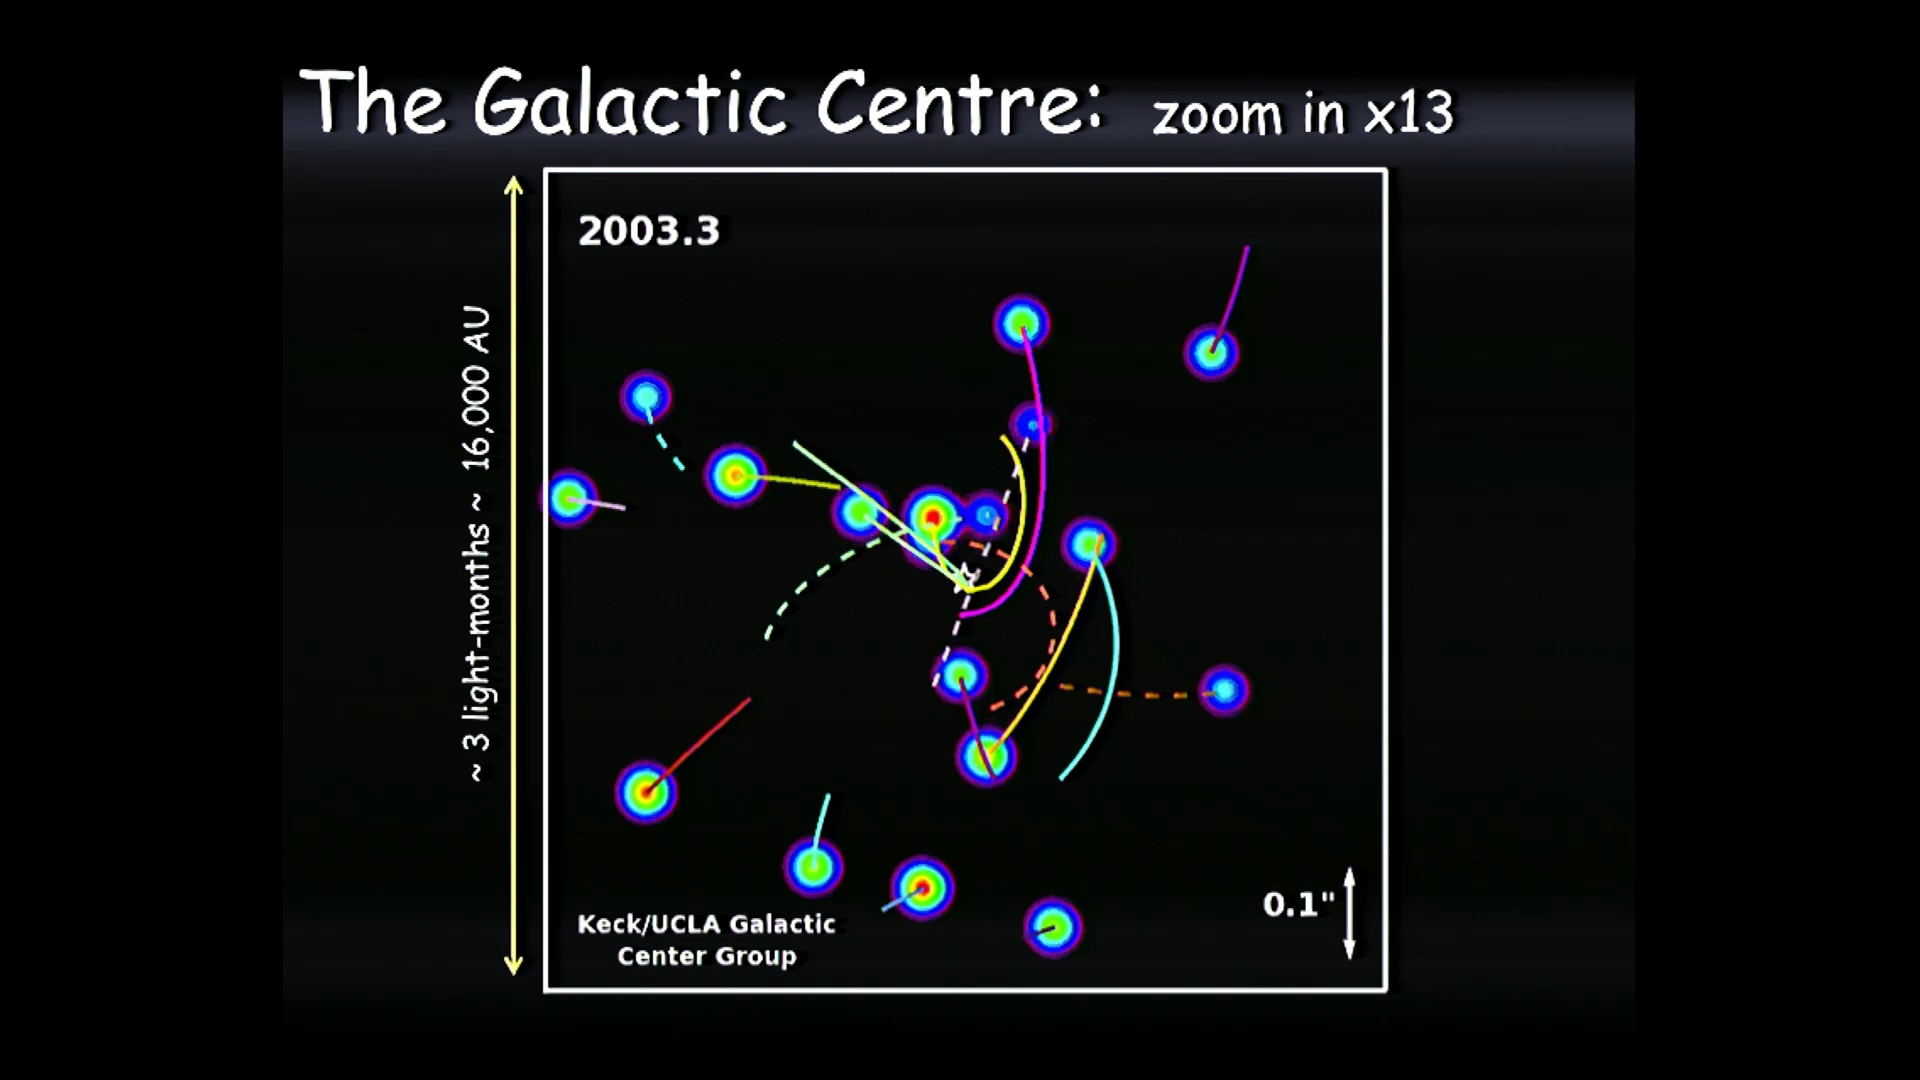 The Galactic Centre: zoom in x13
2003.3
~ 3 light-months ~ 16,000 AU
0.1"
Keck/UCLA Galactic
Center Group